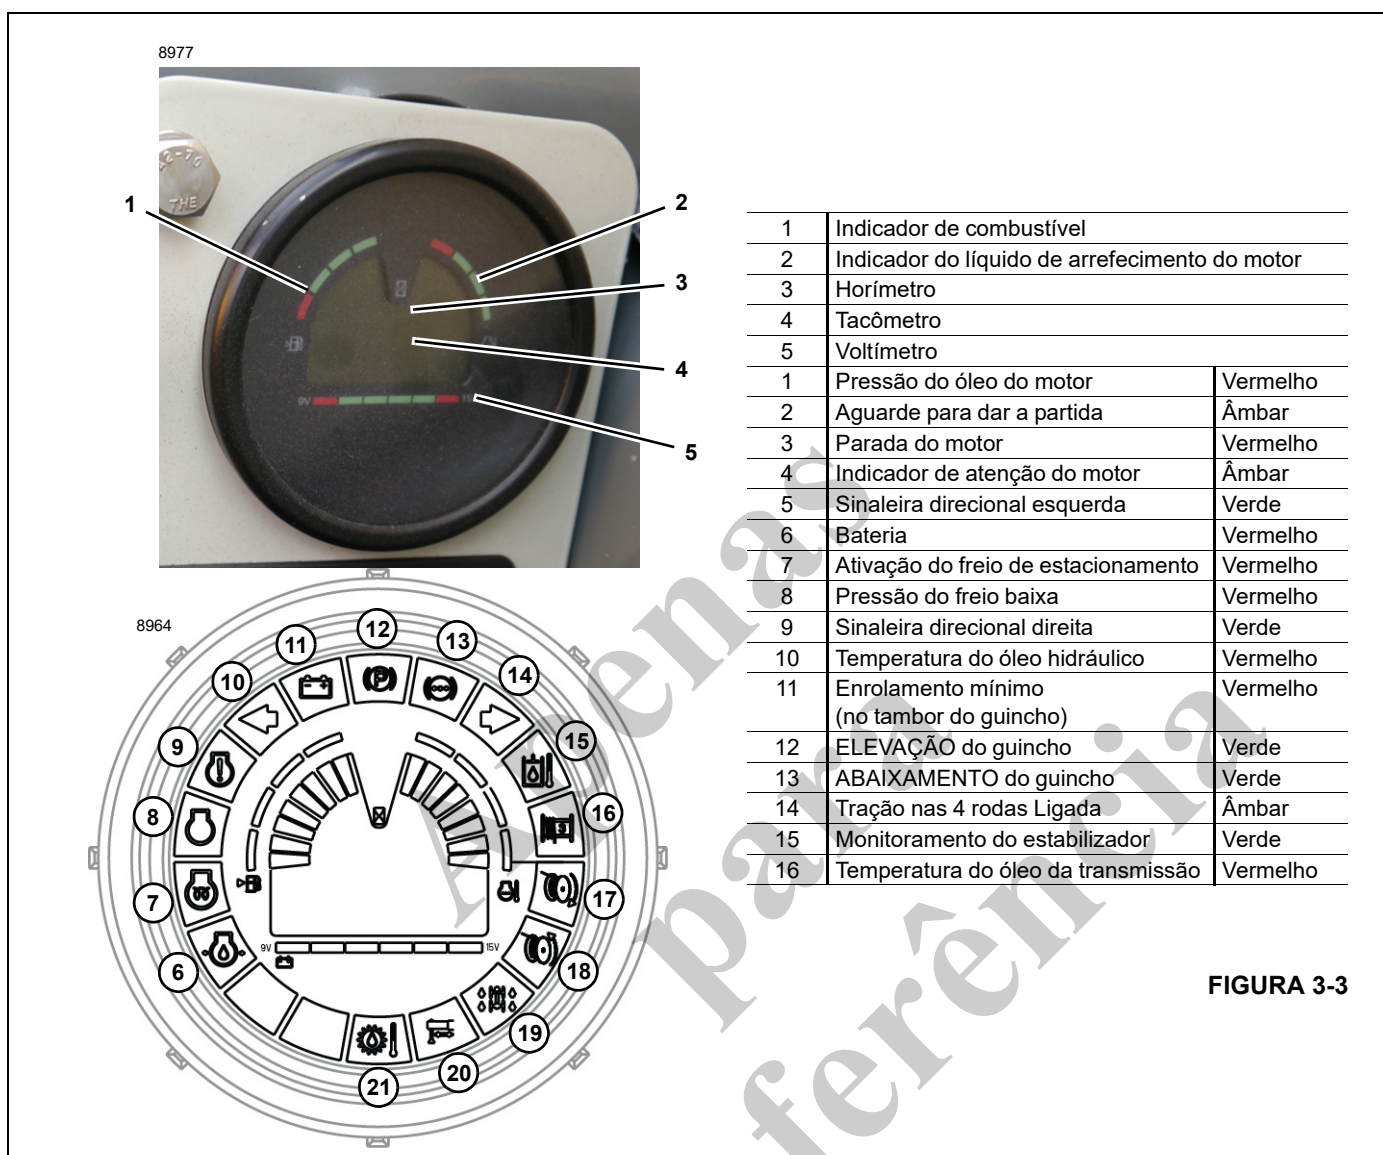 8977
A2-70
THE
1
2
3
4
5
9V
1 Indicador de combustível
2 Indicador do líquido de arrefecimento do motor
3 Horímetro
4 Tacômetro
5 Voltímetro
1 Pressão do óleo do motor Vermelho
2 Aguarde para dar a partida Âmbar
3 Parada do motor Vermelho
4 Indicador de atenção do motor Âmbar
5 Sinaleira direcional esquerda Verde
6 Bateria Vermelho
7 Ativação do freio de estacionamento Vermelho
8 Pressão do freio baixa Vermelho
9 Sinaleira direcional direita Verde
10 Temperatura do óleo hidráulico Vermelho
11 Enrolamento mínimo Vermelho
(no tambor do guincho)
12 ELEVAÇÃO do guincho Verde
13 ABAIXAMENTO do guincho Verde
14 Tração nas 4 rodas Ligada Âmbar
15 Monitoramento do estabilizador Verde
16 Temperatura do óleo da transmissão Vermelho
8964
12
11
13
10
14
9
15
8
16
P
3
7
17
9V
15V
6
18
19
20
21
FIGURA 3-3
Apenas
para
ferência